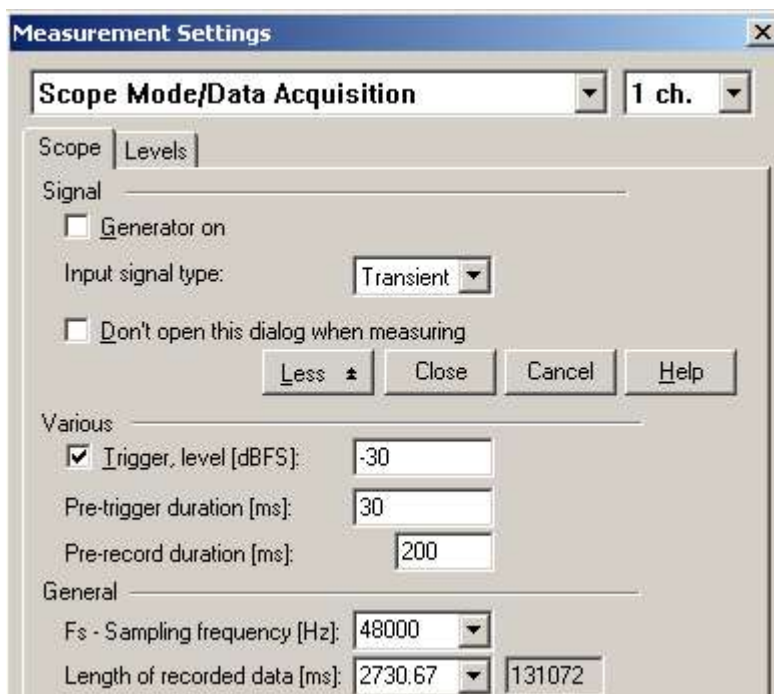 Measurement Settings
Scope Mode/Data Acquisition 1 ch.
Scope Levels
Signal
Generator on
Input signal type: Transient
Don't open this dialog when measuring
Less Close Cancel Help
Various
Trigger, level [dBFS]: -30
Pre-trigger duration [ms]: 30
Pre-record duration [ms]: 200
General
Fs - Sampling frequency [Hz]: 48000
Length of recorded data [ms]: 2730.67 131072